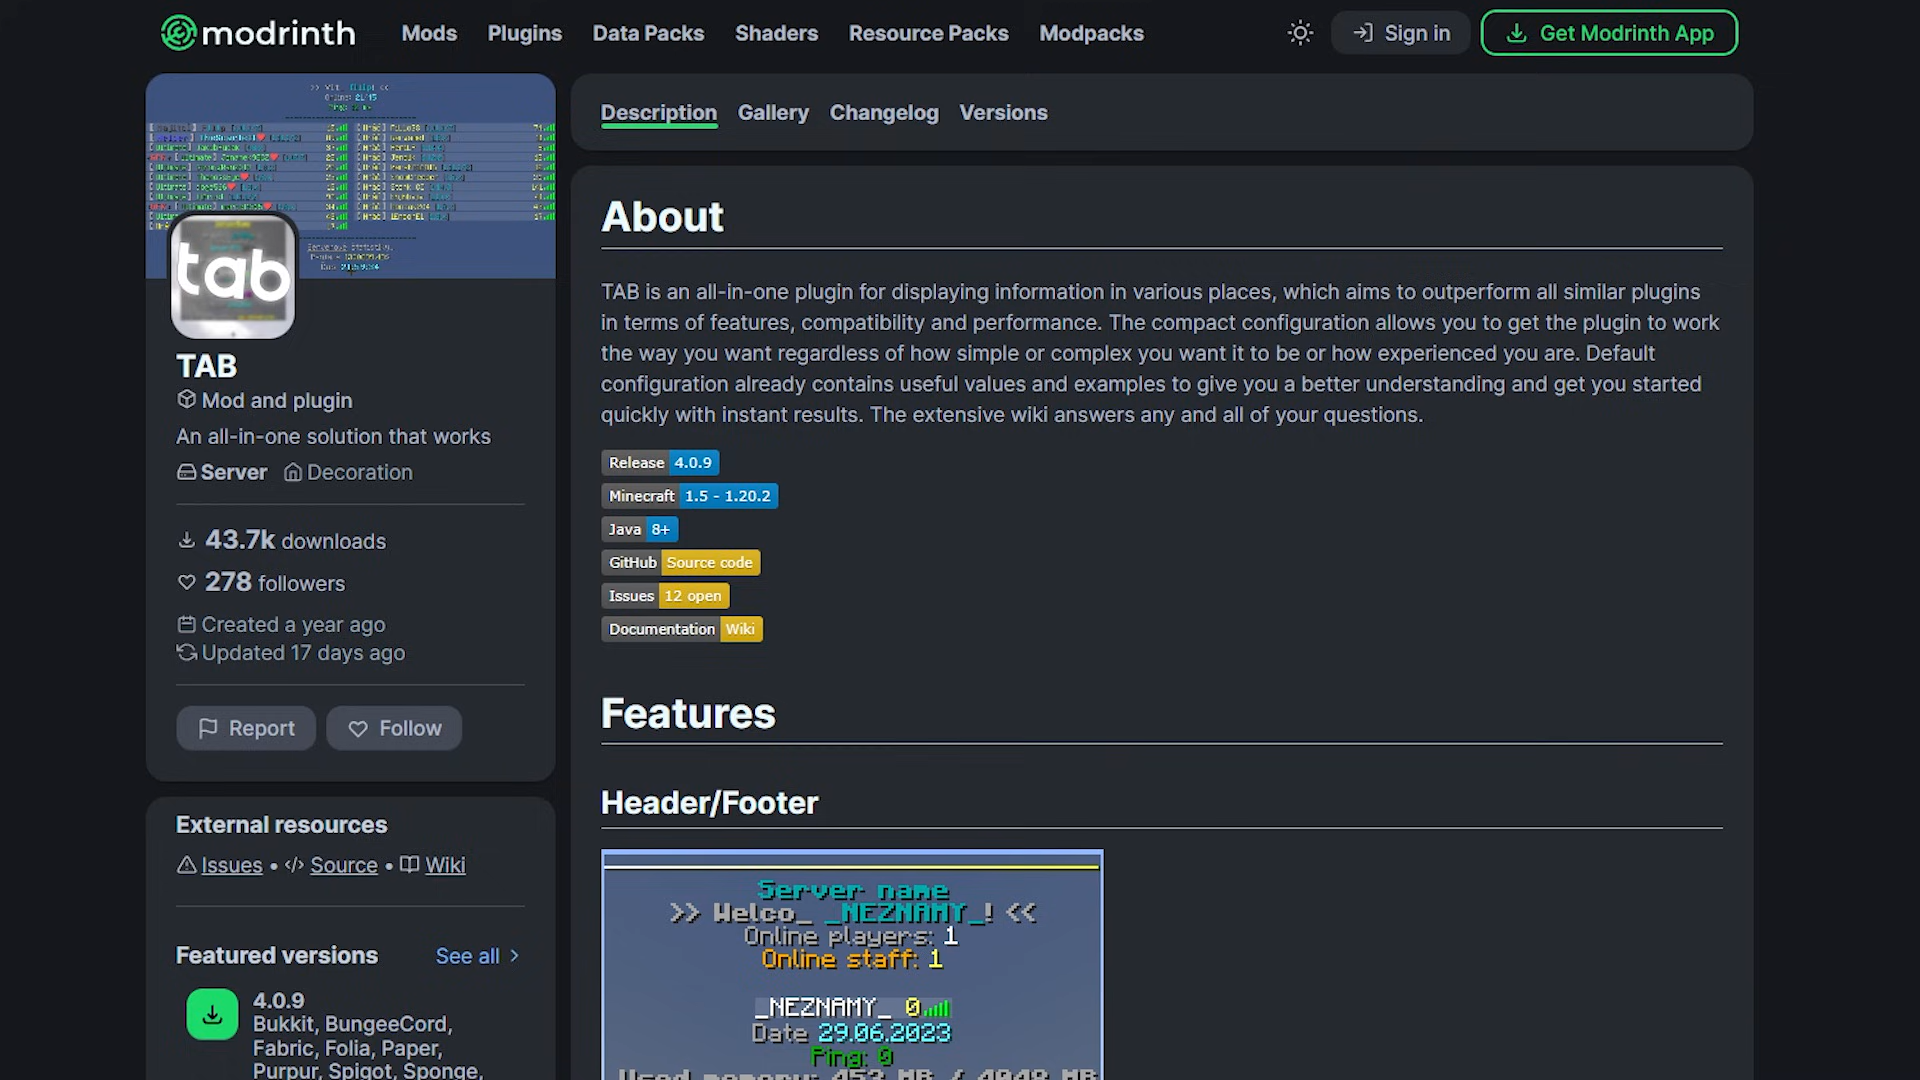 modrinth
Mods
Plugins
Data Packs
Shaders
Resource Packs
Modpacks
Sign in
Get Modrinth App
tab
TAB
Mod and plugin
An all-in-one solution that works
Server
Decoration
43.7k downloads
278 followers
Created a year ago
Updated 17 days ago
Report
Follow
External resources
Issues • Source • Wiki
Featured versions
See all
4.0.9
Bukkit, BungeeCord,
Fabric, Folia, Paper,
Purpur, Spigot, Sponge,
Description
Gallery
Changelog
Versions
About
TAB is an all-in-one plugin for displaying information in various places, which aims to outperform all similar plugins
in terms of features, compatibility and performance. The compact configuration allows you to get the plugin to work
the way you want regardless of how simple or complex you want it to be or how experienced you are. Default
configuration already contains useful values and examples to give you a better understanding and get you started
quickly with instant results. The extensive wiki answers any and all of your questions.
Release 4.0.9
Minecraft 1.5 - 1.20.2
Java 8+
GitHub Source code
Issues 12 open
Documentation Wiki
Features
Header/Footer
Server name
>> Welco_ _NEZNAMY_! <<
Online players: 1
Online staff: 1
_NEZNAMY_ 0
Date 29.06.2023
Ping: 0
Used memory: 453 MB / 4048 MB